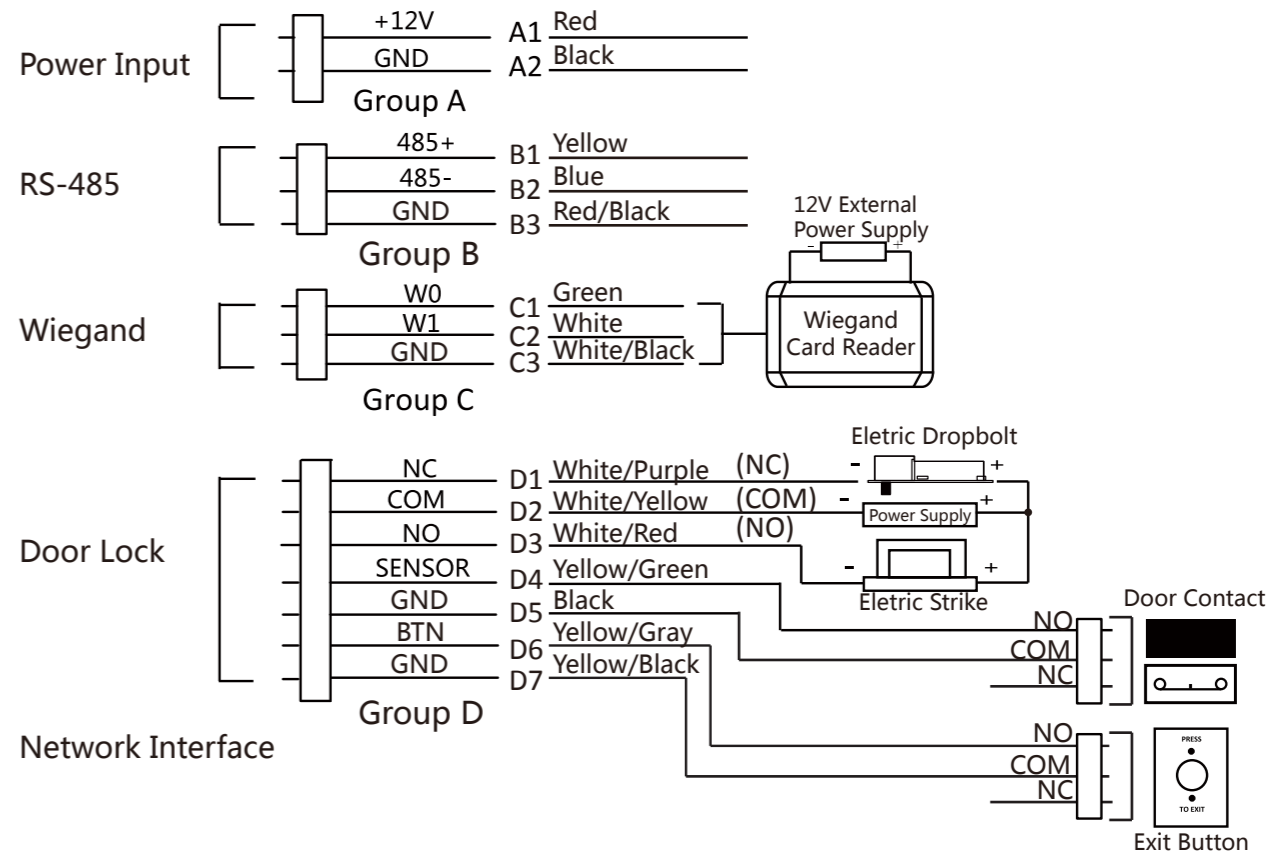 Power Input
+12V A1 Red
GND A2 Black
Group A
RS-485
485+ B1 Yellow
485- B2 Blue
GND B3 Red/Black
Group B
12V External
Power Supply
- +
Wiegand
W0 C1 Green
W1 C2 White
GND C3 White/Black
Group C
Wiegand
Card Reader
Door Lock
Eletric Dropbolt
NC D1 White/Purple (NC) - +
COM D2 White/Yellow (COM) - Power Supply +
NO D3 White/Red (NO) - +
Eletric Strike
SENSOR D4 Yellow/Green
GND D5 Black
BTN D6 Yellow/Gray
GND D7 Yellow/Black
Group D
Door Contact
NO
COM
NC
Network Interface
NO
COM
NC
PRESS
TO EXIT
Exit Button